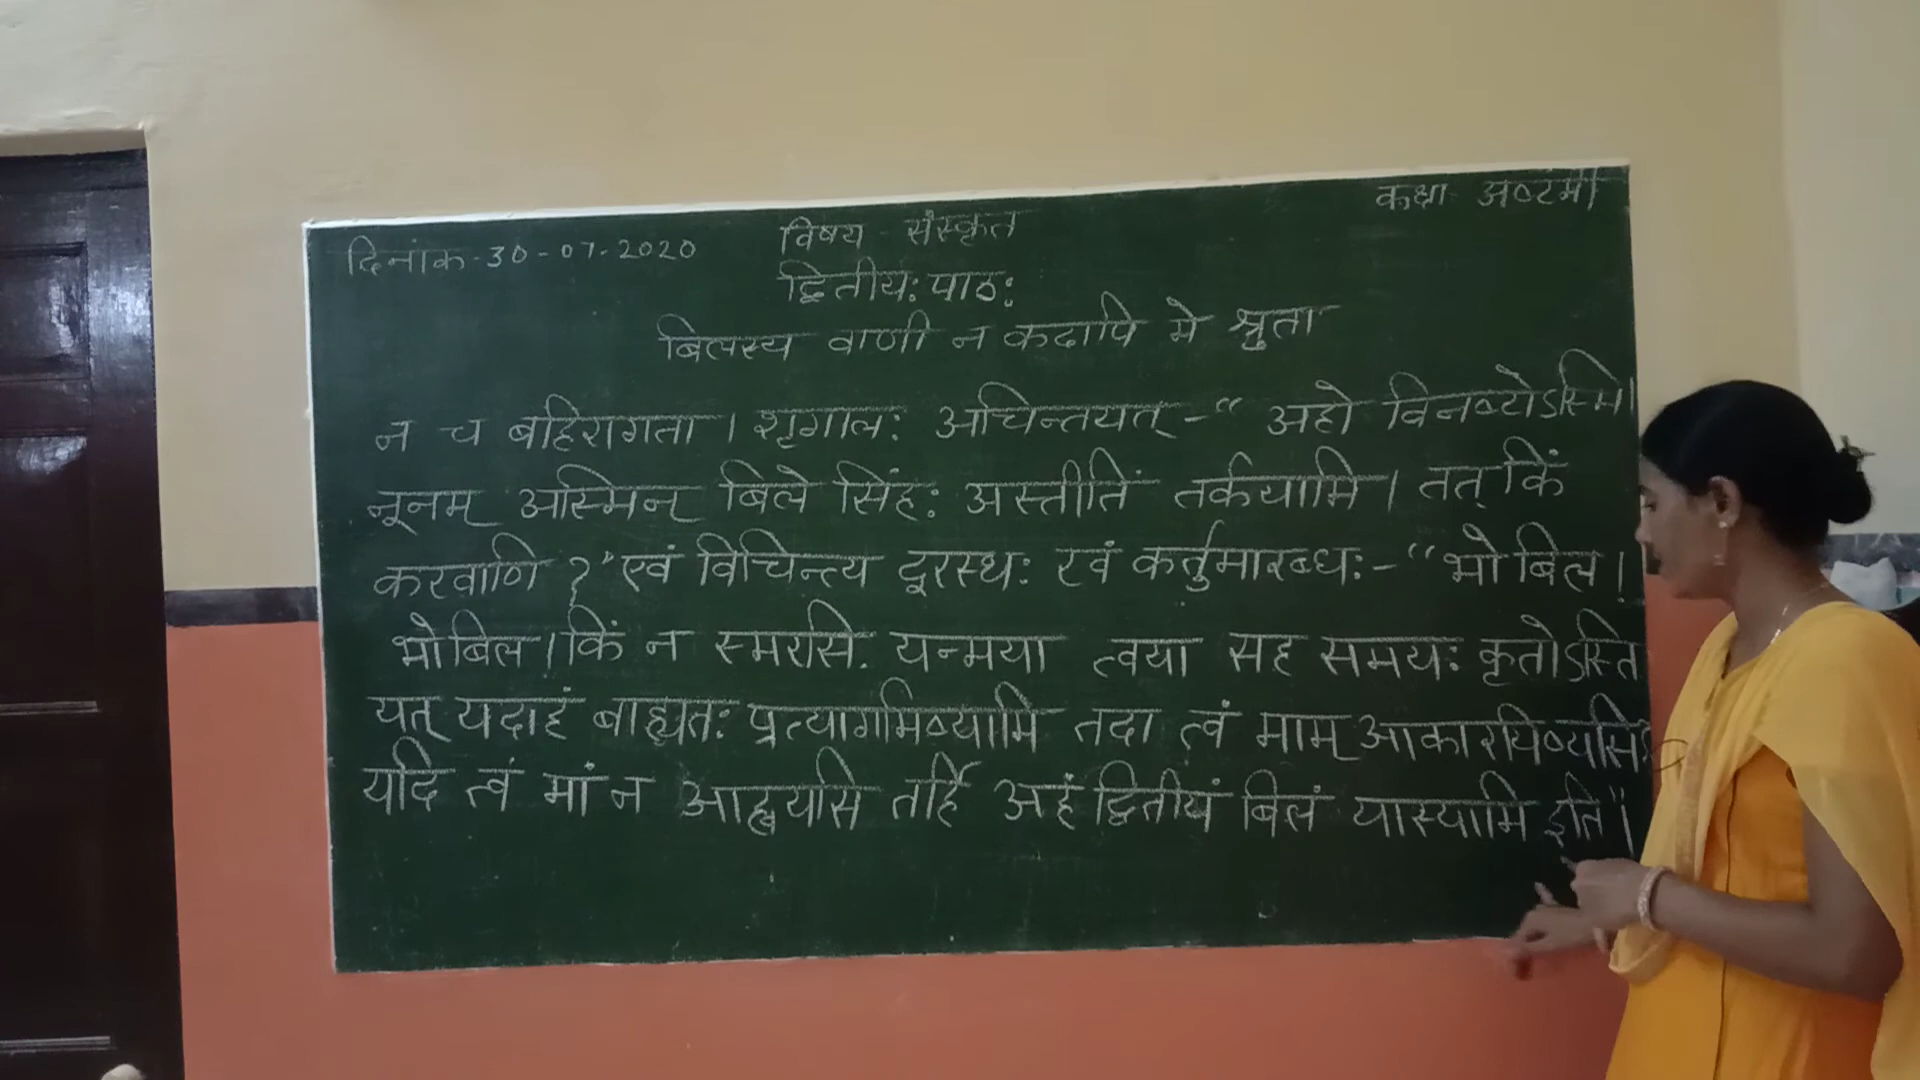 दिनांक-30-07-2020 विषय - संस्कृत कक्षा- अष्टमी
द्वितीय: पाठ:
बिलस्य वाणी न कदापि मे श्रुता
न च बहिरागता । शृगाल: अचिन्तयत् - “ अहो विनष्टोऽस्मि।
नूनम् अस्मिन् बिले सिंह: अस्तीति तर्कयामि । तत् किं
करवाणि ?” एवं विचिन्त्य दूरस्थ: रवं कर्तुमारब्ध: - “भो बिल !
भो बिल ! किं न स्मरसि. यन्मया त्वया सह समय: कृतोऽस्ति
यत् यदाहं बाह्यत: प्रत्यागमिष्यामि तदा त्वं माम् आकारयिष्यसि?
यदि त्वं मां न आह्वयसि तर्हि अहं द्वितीयं बिलं यास्यामि इति" ।